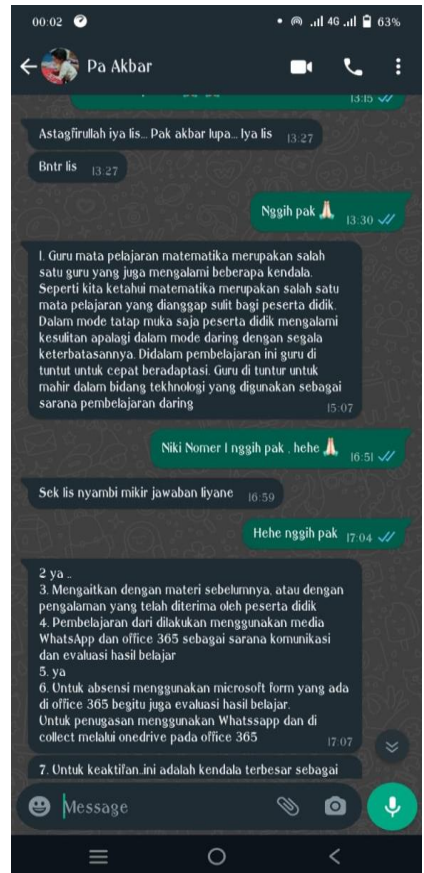 00:02
4G 63%
Pa Akbar
13:15
Astagfirullah iya lis... Pak akbar lupa... Iya lis 13:27
Bntr lis 13:27
Nggih pak 🙏🏻 13:30
1. Guru mata pelajaran matematika merupakan salah
satu guru yang juga mengalami beberapa kendala.
Seperti kita ketahui matematika merupakan salah satu
mata pelajaran yang dianggap sulit bagi peserta didik.
Dalam mode tatap muka saja peserta didik mengalami
kesulitan apalagi dalam mode daring dengan segala
keterbatasannya. Didalam pembelajaran ini guru di
tuntut untuk cepat beradaptasi. Guru di tuntur untuk
mahir dalam bidang tekhnologi yang digunakan sebagai
sarana pembelajaran daring 15:07
Niki Nomer 1 nggih pak , hehe 🙏🏻 16:51
Sek lis nyambi mikir jawaban liyane 16:59
Hehe nggih pak 17:04
2 ya ..
3. Mengaitkan dengan materi sebelumnya, atau dengan
pengalaman yang telah diterima oleh peserta didik
4. Pembelajaran dari dilakukan menggunakan media
WhatsApp dan office 365 sebagai sarana komunikasi
dan evaluasi hasil belajar
5. ya
6. Untuk absensi menggunakan microsoft form yang ada
di office 365 begitu juga evaluasi hasil belajar.
Untuk penugasan menggunakan Whatssapp dan di
collect melalui onedrive pada office 365 17:07
7. Untuk keaktifan..ini adalah kendala terbesar sebagai
Message